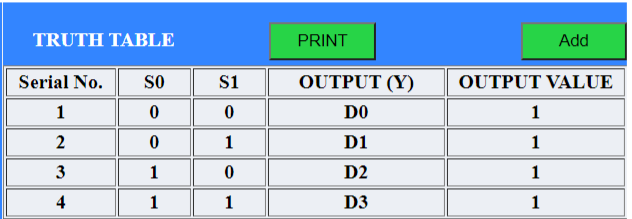 TRUTH TABLE PRINT Add
Serial No. S0 S1 OUTPUT (Y) OUTPUT VALUE
1 0 0 D0 1
2 0 1 D1 1
3 1 0 D2 1
4 1 1 D3 1